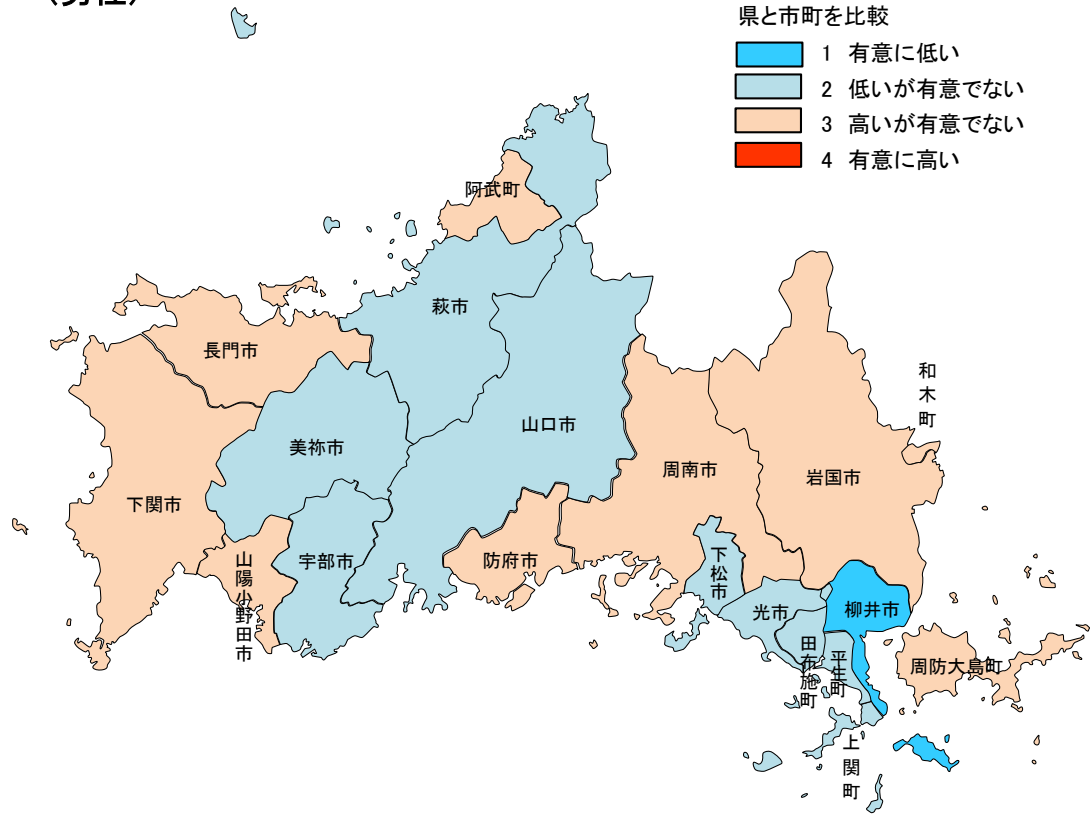 県と市町を比較
1 有意に低い
2 低いが有意でない
3 高いが有意でない
4 有意に高い
阿武町
萩市
長門市
和木町
山口市
美祢市
周南市
岩国市
下関市
宇部市
防府市
山陽小野田市
下松市
光市
柳井市
田布施町
平生町
周防大島町
上関町